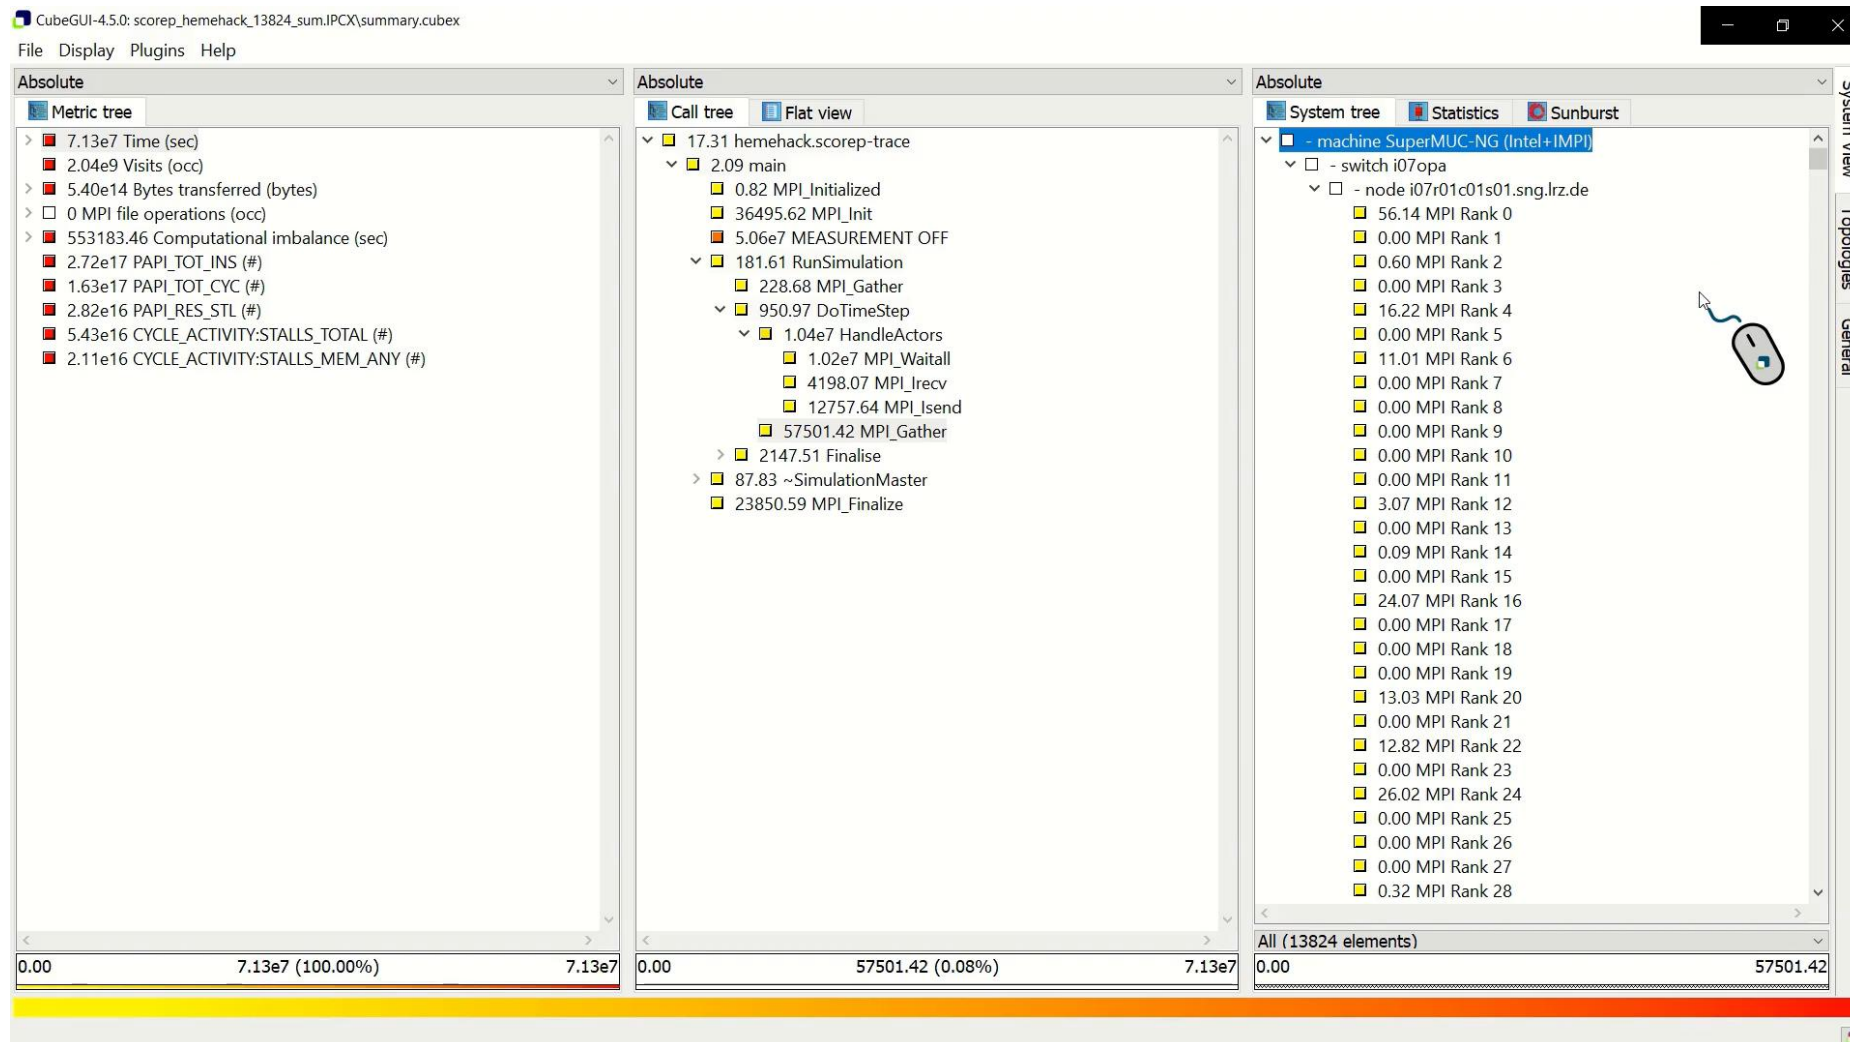 CubeGUI-4.5.0: scorep_hemehack_13824_sum.IPCX\summary.cubex
File Display Plugins Help
Absolute
Metric tree
7.13e7 Time (sec)
2.04e9 Visits (occ)
5.40e14 Bytes transferred (bytes)
0 MPI file operations (occ)
553183.46 Computational imbalance (sec)
2.72e17 PAPI_TOT_INS (#)
1.63e17 PAPI_TOT_CYC (#)
2.82e16 PAPI_RES_STL (#)
5.43e16 CYCLE_ACTIVITY:STALLS_TOTAL (#)
2.11e16 CYCLE_ACTIVITY:STALLS_MEM_ANY (#)
0.00 7.13e7 (100.00%) 7.13e7
Absolute
Call tree Flat view
17.31 hemehack.scorep-trace
2.09 main
0.82 MPI_Initialized
36495.62 MPI_Init
5.06e7 MEASUREMENT OFF
181.61 RunSimulation
228.68 MPI_Gather
950.97 DoTimeStep
1.04e7 HandleActors
1.02e7 MPI_Waitall
4198.07 MPI_Irecv
12757.64 MPI_Isend
57501.42 MPI_Gather
2147.51 Finalise
87.83 ~SimulationMaster
23850.59 MPI_Finalize
0.00 57501.42 (0.08%) 7.13e7
Absolute
System tree Statistics Sunburst
- machine SuperMUC-NG (Intel+IMPI)
- switch i07opa
- node i07r01c01s01.sng.lrz.de
56.14 MPI Rank 0
0.00 MPI Rank 1
0.60 MPI Rank 2
0.00 MPI Rank 3
16.22 MPI Rank 4
0.00 MPI Rank 5
11.01 MPI Rank 6
0.00 MPI Rank 7
0.00 MPI Rank 8
0.00 MPI Rank 9
0.00 MPI Rank 10
0.00 MPI Rank 11
3.07 MPI Rank 12
0.00 MPI Rank 13
0.09 MPI Rank 14
0.00 MPI Rank 15
24.07 MPI Rank 16
0.00 MPI Rank 17
0.00 MPI Rank 18
0.00 MPI Rank 19
13.03 MPI Rank 20
0.00 MPI Rank 21
12.82 MPI Rank 22
0.00 MPI Rank 23
26.02 MPI Rank 24
0.00 MPI Rank 25
0.00 MPI Rank 26
0.00 MPI Rank 27
0.32 MPI Rank 28
All (13824 elements)
0.00 57501.42
System View
Topologies
General